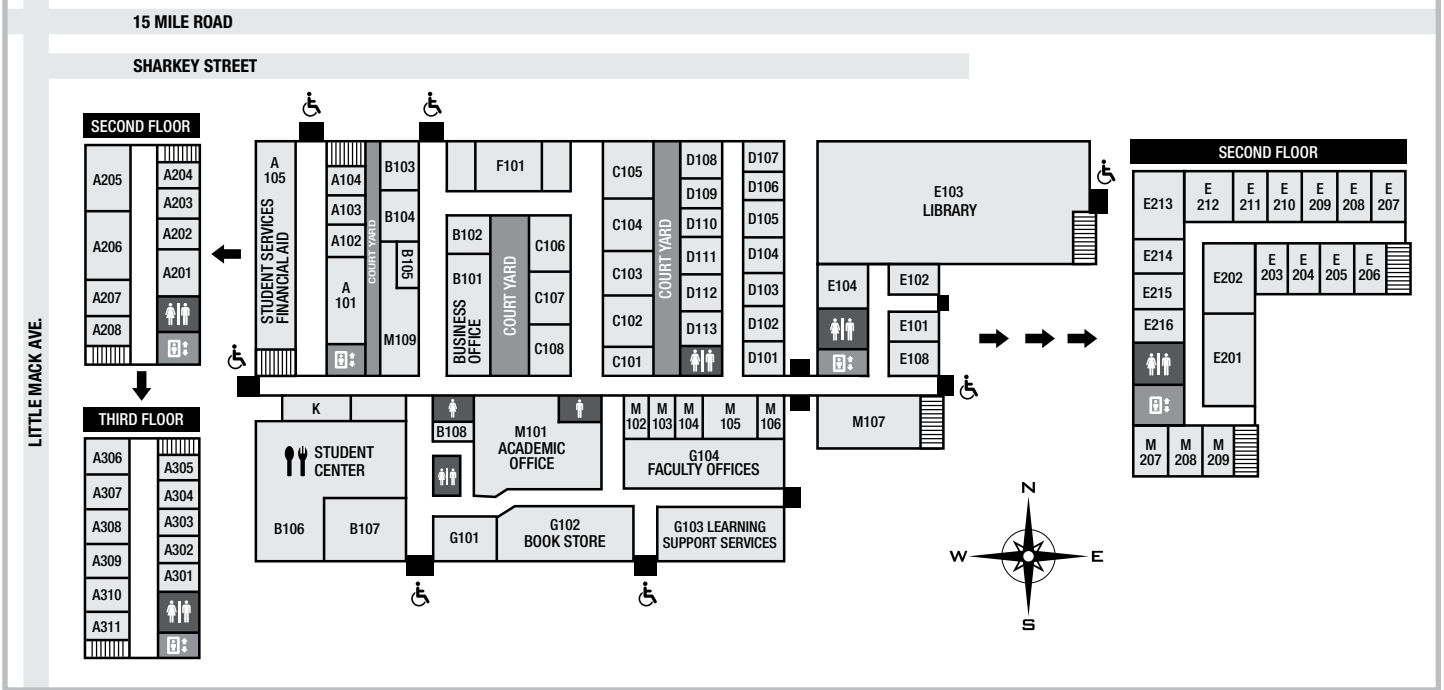 15 MILE ROAD
SHARKEY STREET
LITTLE MACK AVE.
SECOND FLOOR
A205
A206
A207
A208
A204
A203
A202
A201
THIRD FLOOR
A306
A307
A308
A309
A310
A311
A305
A304
A303
A302
A301
A
105
STUDENT SERVICES
FINANCIAL AID
A104
A103
A102
A
101
COURT YARD
B103
B104
B105
M109
F101
B102
B101
BUSINESS
OFFICE
COURT YARD
C106
C107
C108
C105
C104
C103
C102
C101
COURT YARD
D108
D109
D110
D111
D112
D113
D107
D106
D105
D104
D103
D102
D101
E103
LIBRARY
E104
E102
E101
E108
M107
K
STUDENT
CENTER
B106
B107
B108
M101
ACADEMIC
OFFICE
M
102
M
103
M
104
M
105
M
106
G104
FACULTY OFFICES
G101
G102
BOOK STORE
G103 LEARNING
SUPPORT SERVICES
SECOND FLOOR
E213
E
212
E
211
E
210
E
209
E
208
E
207
E214
E215
E216
E202
E
203
E
204
E
205
E
206
E201
M
207
M
208
M
209
N
W
E
S